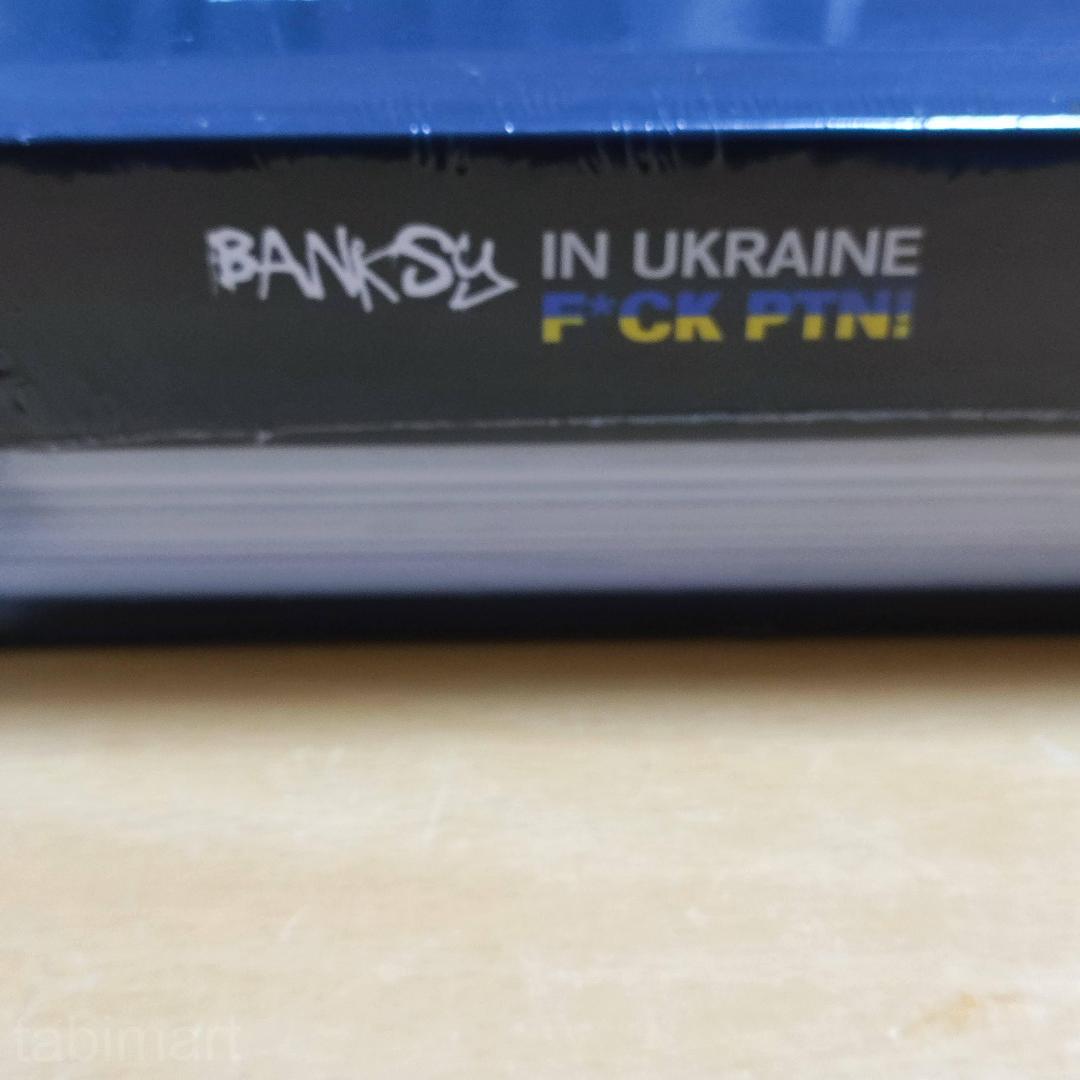 BANKSY IN UKRAINE
F*CK PTN!
tabimart